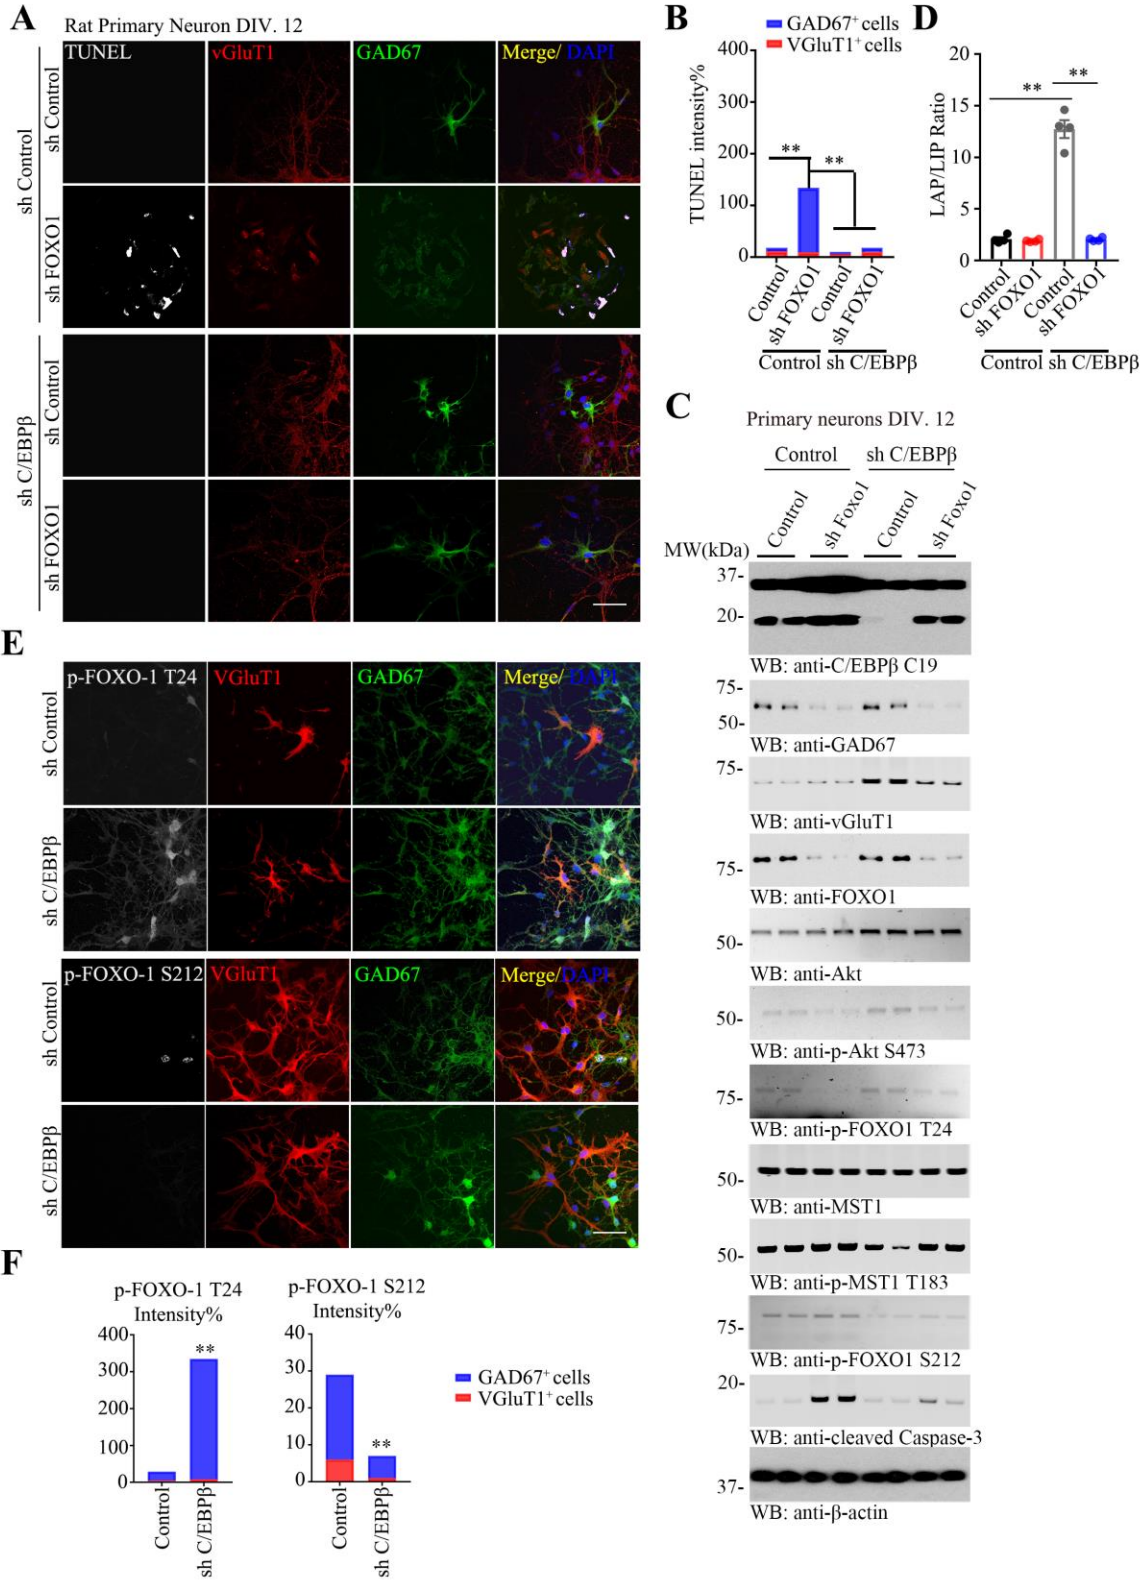 A
Rat Primary Neuron DIV. 12
TUNEL
vGluT1
GAD67
Merge/ DAPI
sh Control
sh Control
sh FOXO1
sh C/EBPβ
sh Control
sh FOXO1
B
GAD67+ cells
VGluT1+ cells
TUNEL intensity%
400
300
200
100
0
**
**
Control
sh FOXO1
Control
sh FOXO1
Control
sh C/EBPβ
D
LAP/LIP Ratio
20
15
10
5
0
**
**
Control
sh FOXO1
Control
sh FOXO1
Control
sh C/EBPβ
C
Primary neurons DIV. 12
Control
sh C/EBPβ
Control
sh Foxo1
Control
sh Foxo1
MW(kDa)
37-
20-
WB: anti-C/EBPβ C19
75-
50-
WB: anti-GAD67
75-
WB: anti-vGluT1
75-
WB: anti-FOXO1
50-
WB: anti-Akt
50-
WB: anti-p-Akt S473
75-
WB: anti-p-FOXO1 T24
50-
WB: anti-MST1
50-
WB: anti-p-MST1 T183
75-
WB: anti-p-FOXO1 S212
20-
WB: anti-cleaved Caspase-3
37-
WB: anti-β-actin
E
p-FOXO-1 T24
VGluT1
GAD67
Merge/ DAPI
sh Control
sh C/EBPβ
p-FOXO-1 S212
VGluT1
GAD67
Merge/DAPI
sh Control
sh C/EBPβ
F
p-FOXO-1 T24
Intensity%
400
300
200
100
0
**
Control
sh C/EBPβ
p-FOXO-1 S212
Intensity%
40
30
20
10
0
**
Control
sh C/EBPβ
GAD67+ cells
VGluT1+ cells